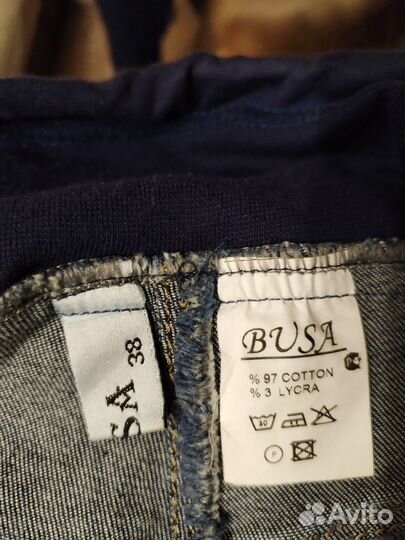 SA 38
BUSA
% 97 COTTON
% 3 LYCRA
30
P
Avito